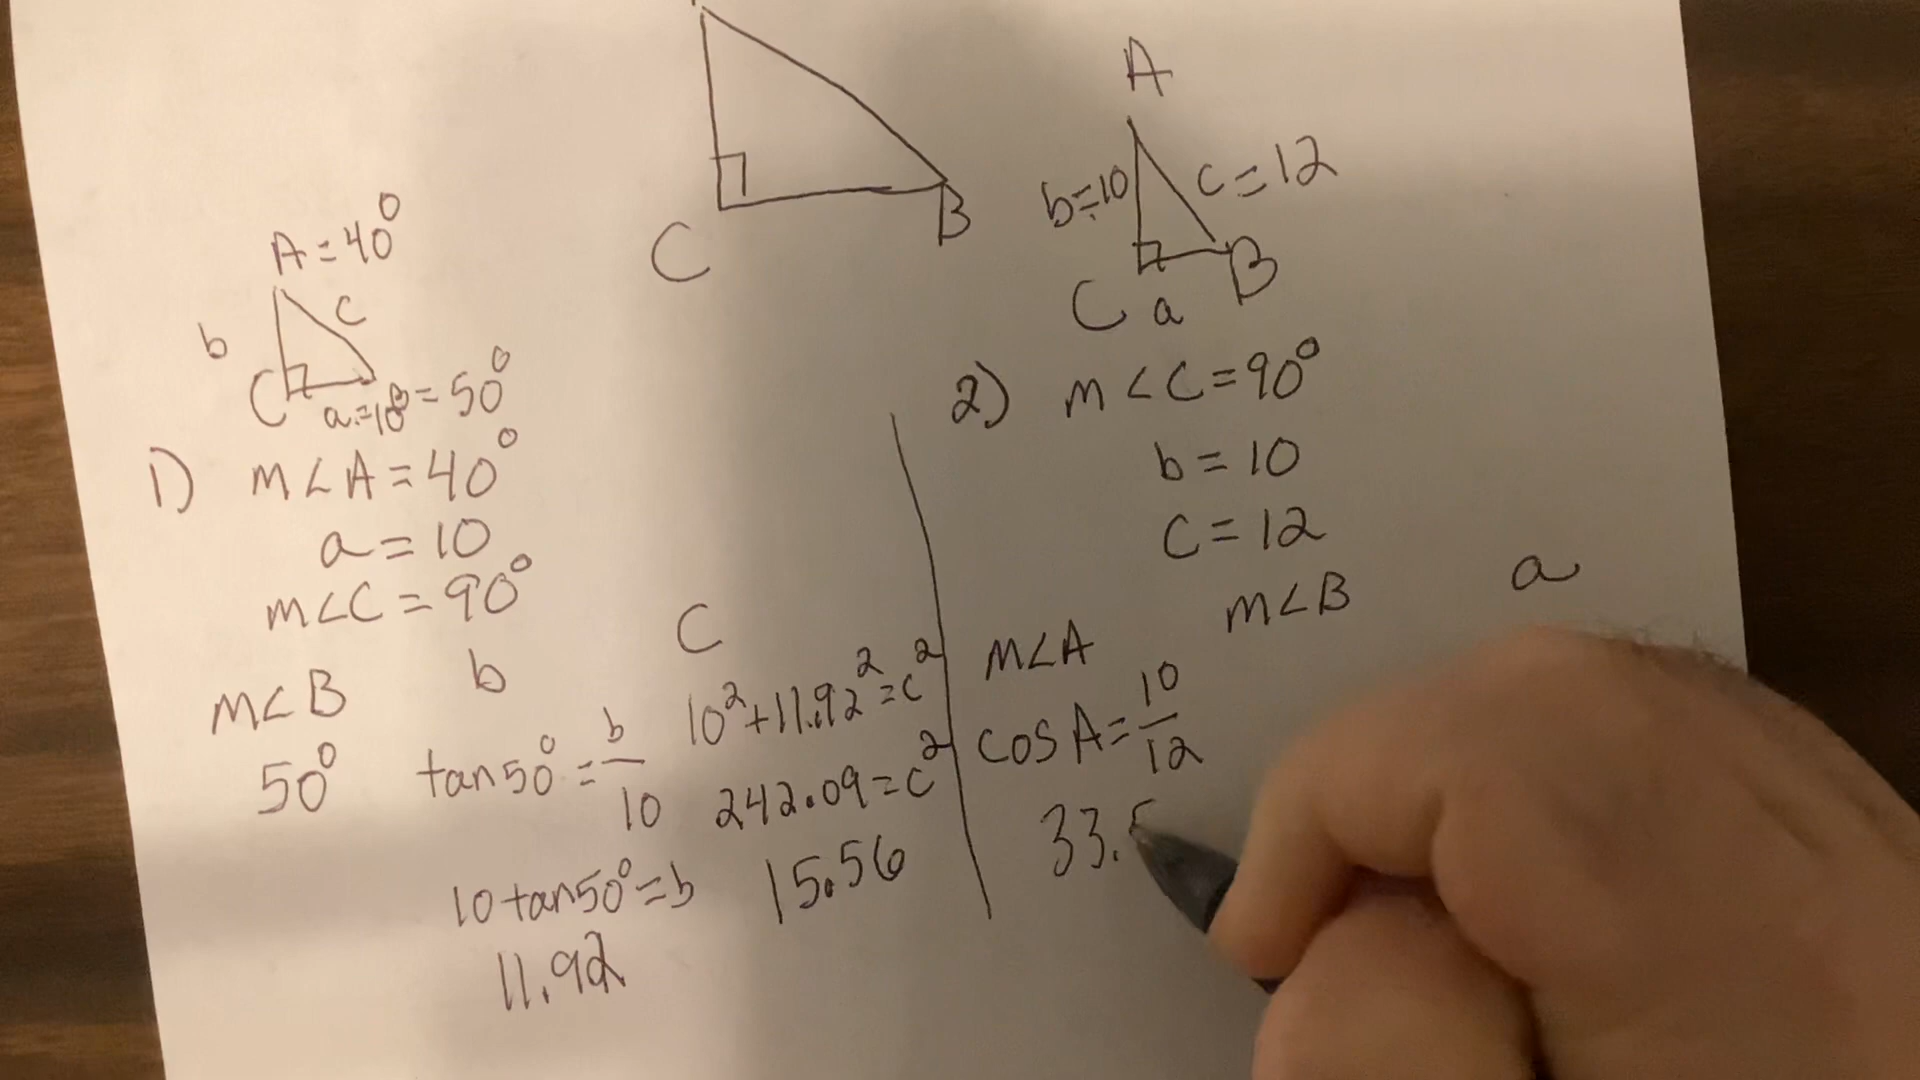 C
B
A
b=10
c=12
C
a
B
A=40°
b
c
C
a=10
B=50°
1) m∠A=40°
a=10
m∠C=90°
m∠B
50°
b
tan50°=b/10
10tan50°=b
11.92
C
10²+11.92²=c²
242.09=c²
15.56
2) m∠C=90°
b=10
c=12
m∠A
cosA=10/12
33.5
m∠B
a